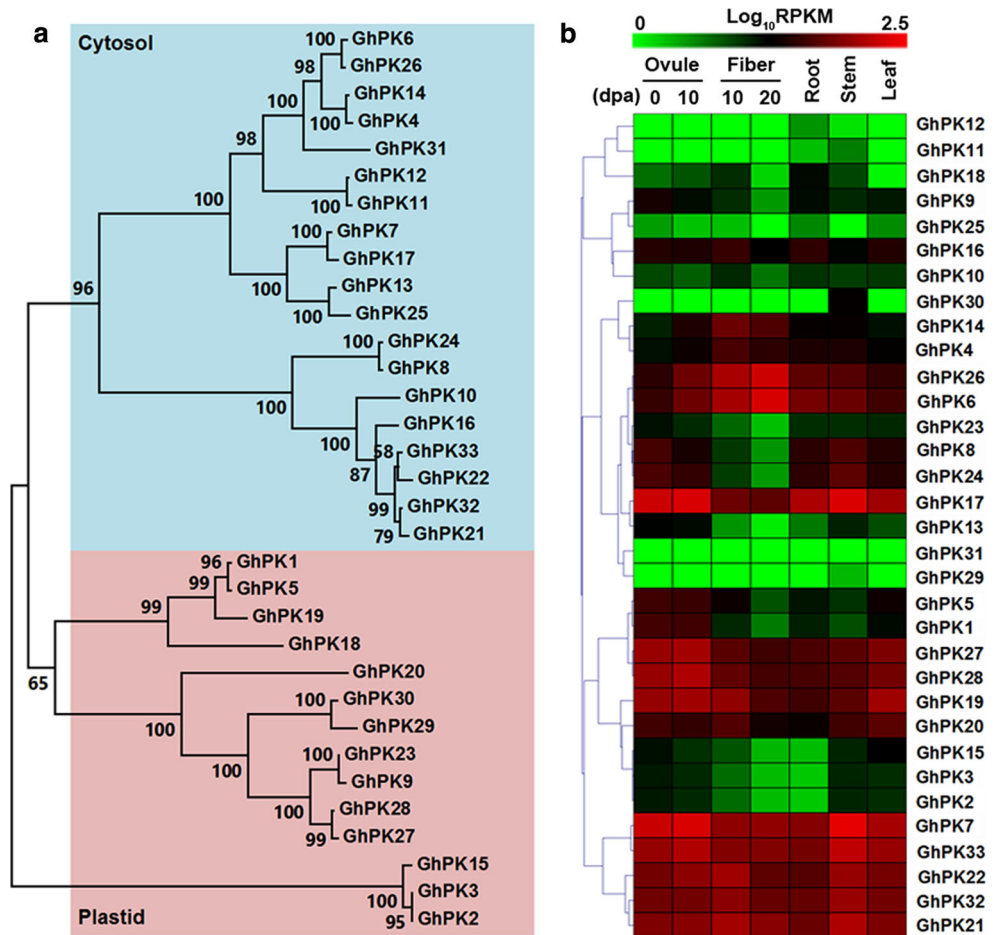 a
Cytosol
100 GhPK6
GhPK26
98
GhPK14
100
100 GhPK4
98
GhPK31
GhPK12
100 GhPK11
100
100 GhPK7
GhPK17
GhPK13
100
100 GhPK25
96
100 GhPK24
GhPK8
GhPK10
100
GhPK16
100
58 GhPK33
87 GhPK22
GhPK32
99
79 GhPK21
96 GhPK1
99 GhPK5
99
GhPK19
GhPK18
65
GhPK20
100 GhPK30
100
GhPK29
100 GhPK23
100
GhPK9
100 GhPK28
99 GhPK27
GhPK15
100 GhPK3
95 GhPK2
Plastid
b
0 Log10RPKM 2.5
Ovule Fiber Root Stem Leaf
(dpa) 0 10 10 20
GhPK12
GhPK11
GhPK18
GhPK9
GhPK25
GhPK16
GhPK10
GhPK30
GhPK14
GhPK4
GhPK26
GhPK6
GhPK23
GhPK8
GhPK24
GhPK17
GhPK13
GhPK31
GhPK29
GhPK5
GhPK1
GhPK27
GhPK28
GhPK19
GhPK20
GhPK15
GhPK3
GhPK2
GhPK7
GhPK33
GhPK22
GhPK32
GhPK21